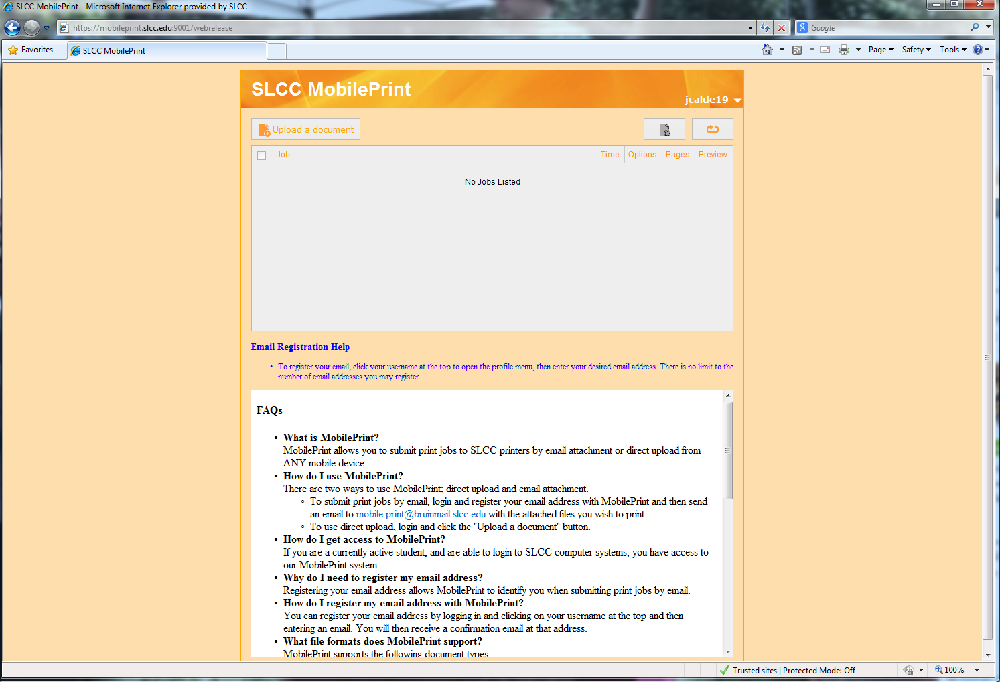 SLCC MobilePrint - Microsoft Internet Explorer provided by SLCC
https://mobileprint.slcc.edu:9001/webrelease
Google
Favorites
SLCC MobilePrint
Page
Safety
Tools
SLCC MobilePrint
jcalde19
Upload a document
Job Time Options Pages Preview
No Jobs Listed
Email Registration Help
• To register your email, click your username at the top to open the profile menu, then enter your desired email address. There is no limit to the
number of email addresses you may register.
FAQs
• What is MobilePrint?
MobilePrint allows you to submit print jobs to SLCC printers by email attachment or direct upload from
ANY mobile device.
• How do I use MobilePrint?
There are two ways to use MobilePrint; direct upload and email attachment.
◦ To submit print jobs by email, login and register your email address with MobilePrint and then send
an email to mobile.print@bruinmail.slcc.edu with the attached files you wish to print.
◦ To use direct upload, login and click the "Upload a document" button.
• How do I get access to MobilePrint?
If you are a currently active student, and are able to login to SLCC computer systems, you have access to
our MobilePrint system.
• Why do I need to register my email address?
Registering your email address allows MobilePrint to identify you when submitting print jobs by email.
• How do I register my email address with MobilePrint?
You can register your email address by logging in and clicking on your username at the top and then
entering an email. You will then receive a confirmation email at that address.
• What file formats does MobilePrint support?
MobilePrint supports the following document types:
Trusted sites | Protected Mode: Off
100%